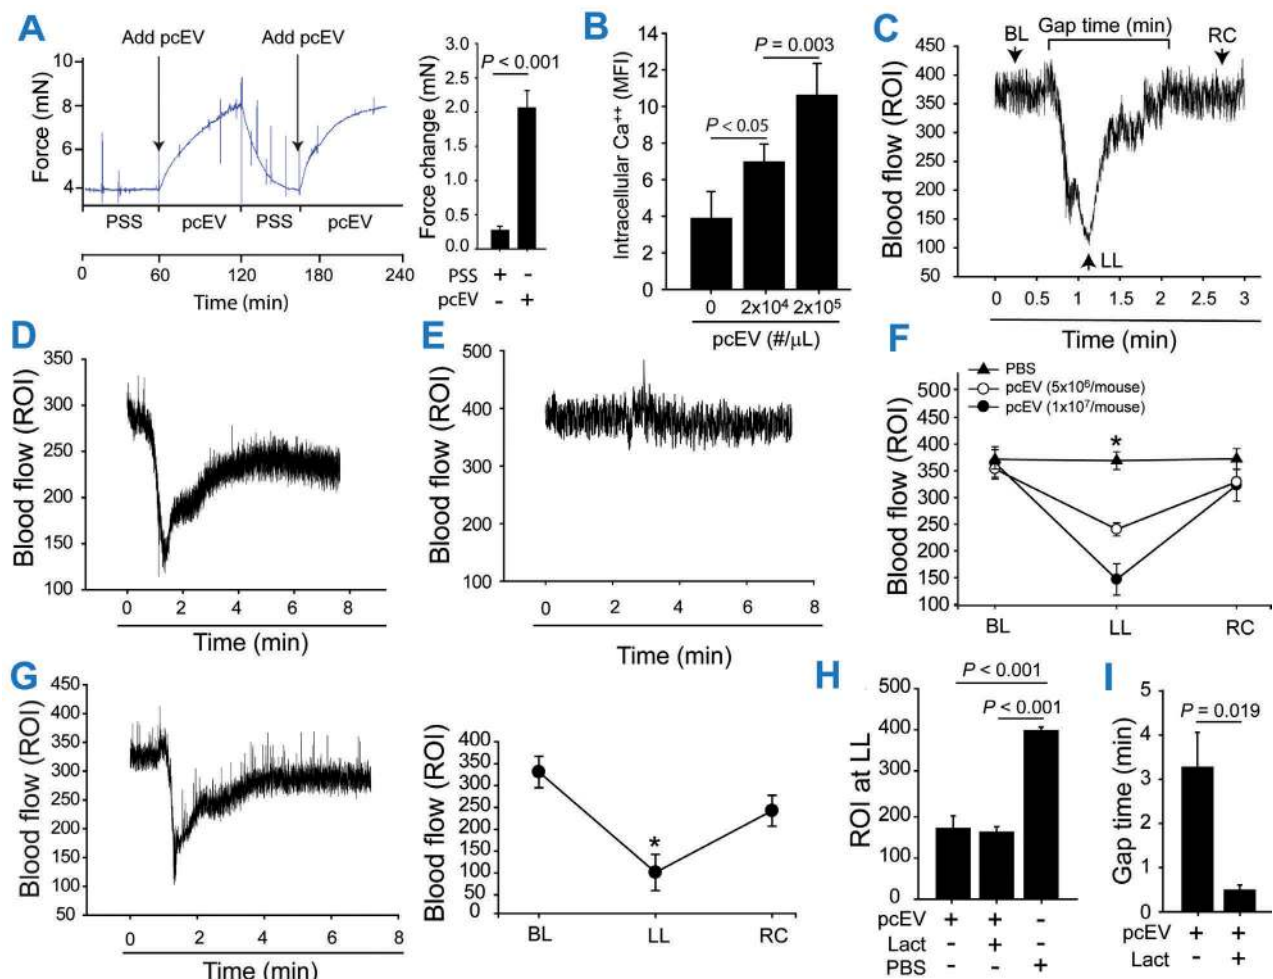 A
Add pcEV Add pcEV
Force (mN)
10
8
6
4
PSS pcEV PSS pcEV
0 60 120 180 240
Time (min)
Force change (mN)
3.0
2.5
2.0
1.5
1.0
0.5
0.0
P < 0.001
PSS + -
pcEV - +
B
Intracellular Ca++ (MFI)
14
12
10
8
6
4
2
0
P = 0.003
P < 0.05
0 2x10⁴ 2x10⁵
pcEV (#/μL)
C
BL Gap time (min) RC
Blood flow (ROI)
450
400
350
300
250
200
150
100
50
LL
0 0.5 1 1.5 2 2.5 3
Time (min)
D
Blood flow (ROI)
350
300
250
200
150
100
0 2 4 6 8
Time (min)
E
Blood flow (ROI)
500
400
300
200
100
0 2 4 6 8
Time (min)
F
PBS
pcEV (5x10⁶/mouse)
pcEV (1x10⁷/mouse)
Blood flow (ROI)
500
450
400
350
300
250
200
150
100
*
BL LL RC
G
Blood flow (ROI)
450
400
350
300
250
200
150
100
50
0 2 4 6 8
Time (min)
Blood flow (ROI)
400
350
300
250
200
150
100
50
0
*
BL LL RC
H
P < 0.001
P < 0.001
ROI at LL
500
400
200
100
0
pcEV + + -
Lact - + -
PBS - - +
I
P = 0.019
Gap time (min)
5
4
3
2
1
0
pcEV + +
Lact - +